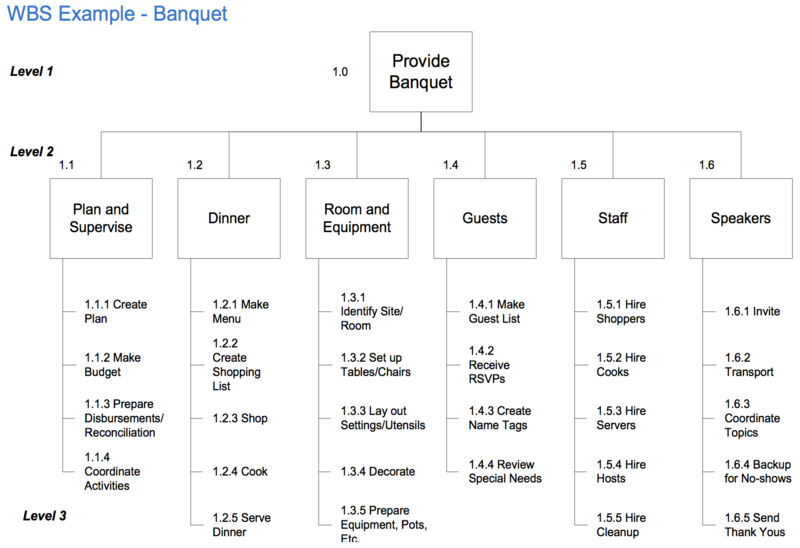 WBS Example - Banquet
Level 1
1.0
Provide
Banquet
Level 2
1.1
1.2
1.3
1.4
1.5
1.6
Plan and
Supervise
Dinner
Room and
Equipment
Guests
Staff
Speakers
1.1.1 Create
Plan
1.1.2 Make
Budget
1.1.3 Prepare
Disbursements/
Reconciliation
1.1.4
Coordinate
Activities
1.2.1 Make
Menu
1.2.2
Create
Shopping
List
1.2.3 Shop
1.2.4 Cook
1.2.5 Serve
Dinner
1.3.1
Identify Site/
Room
1.3.2 Set up
Tables/Chairs
1.3.3 Lay out
Settings/Utensils
1.3.4 Decorate
1.3.5 Prepare
Equipment, Pots,
Etc.
1.4.1 Make
Guest List
1.4.2
Receive
RSVPs
1.4.3 Create
Name Tags
1.4.4 Review
Special Needs
1.5.1 Hire
Shoppers
1.5.2 Hire
Cooks
1.5.3 Hire
Servers
1.5.4 Hire
Hosts
1.5.5 Hire
Cleanup
1.6.1 Invite
1.6.2
Transport
1.6.3
Coordinate
Topics
1.6.4 Backup
for No-shows
1.6.5 Send
Thank Yous
Level 3